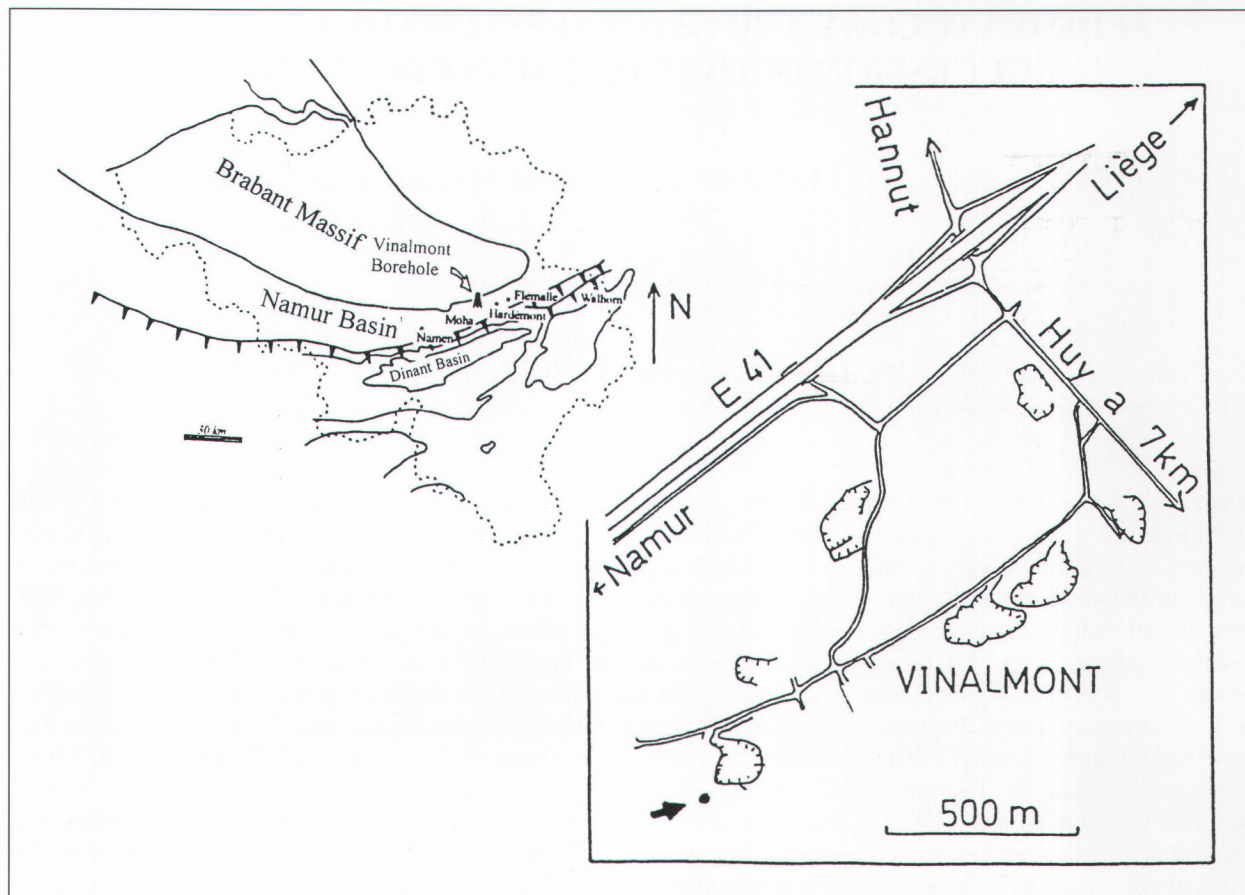 Brabant Massif
Vinalmont
Borehole
Namur Basin
Namen
Moha
Hardemont
Flemalle
Walhorn
Dinant Basin
N
30 km
Hannut
Liège
E 41
Huy à 7km
Namur
VINALMONT
500 m